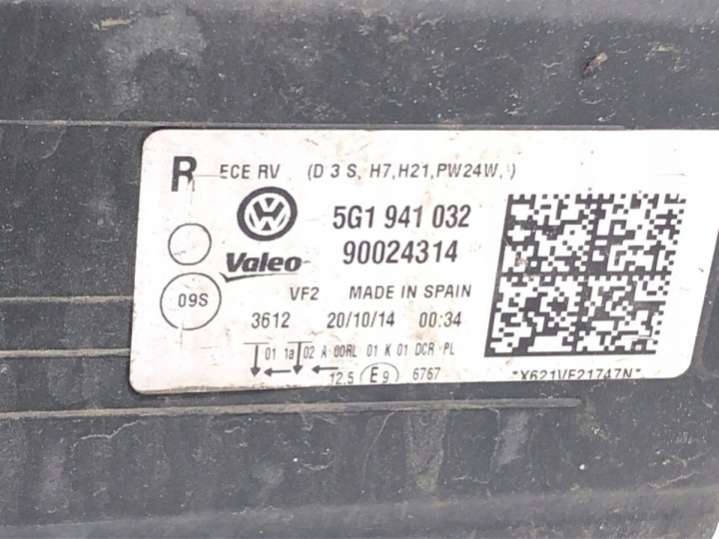 R ECE RV (D 3 S, H7,H21,PW24W, )
5G1 941 032
Valeo 90024314
09S VF2 MADE IN SPAIN
3612 20/10/14 00:34
01 1a 02 A 00RL 01 K 01 DCR PL
12.5 E9 6767
*X621VF21747N*